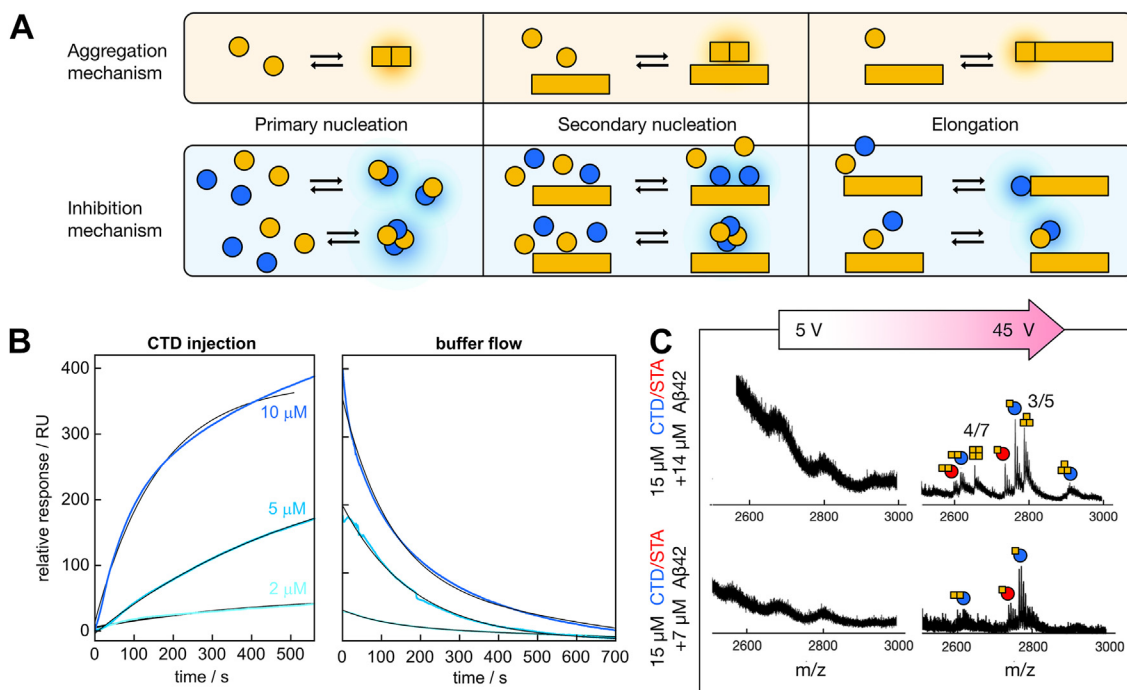 A
Aggregation
mechanism
Primary nucleation
Secondary nucleation
Elongation
Inhibition
mechanism
B
CTD injection
buffer flow
relative response / RU
400
300
200
100
0
10 μM
5 μM
2 μM
0 100 200 300 400 500
time / s
0 100 200 300 400 500 600 700
time / s
C
5 V
45 V
15 μM CTD/STA
+14 μM Aβ42
4/7
3/5
2600 2800 3000
2600 2800 3000
15 μM CTD/STA
+7 μM Aβ42
2600 2800 3000
m/z
2600 2800 3000
m/z